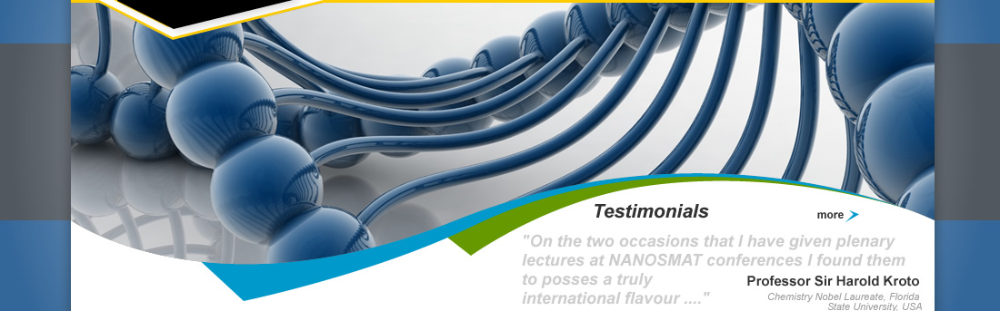 Testimonials
more
"On the two occasions that I have given plenary
lectures at NANOSMAT conferences I found them
to posses a truly
international flavour ...."
Professor Sir Harold Kroto
Chemistry Nobel Laureate, Florida
State University, USA